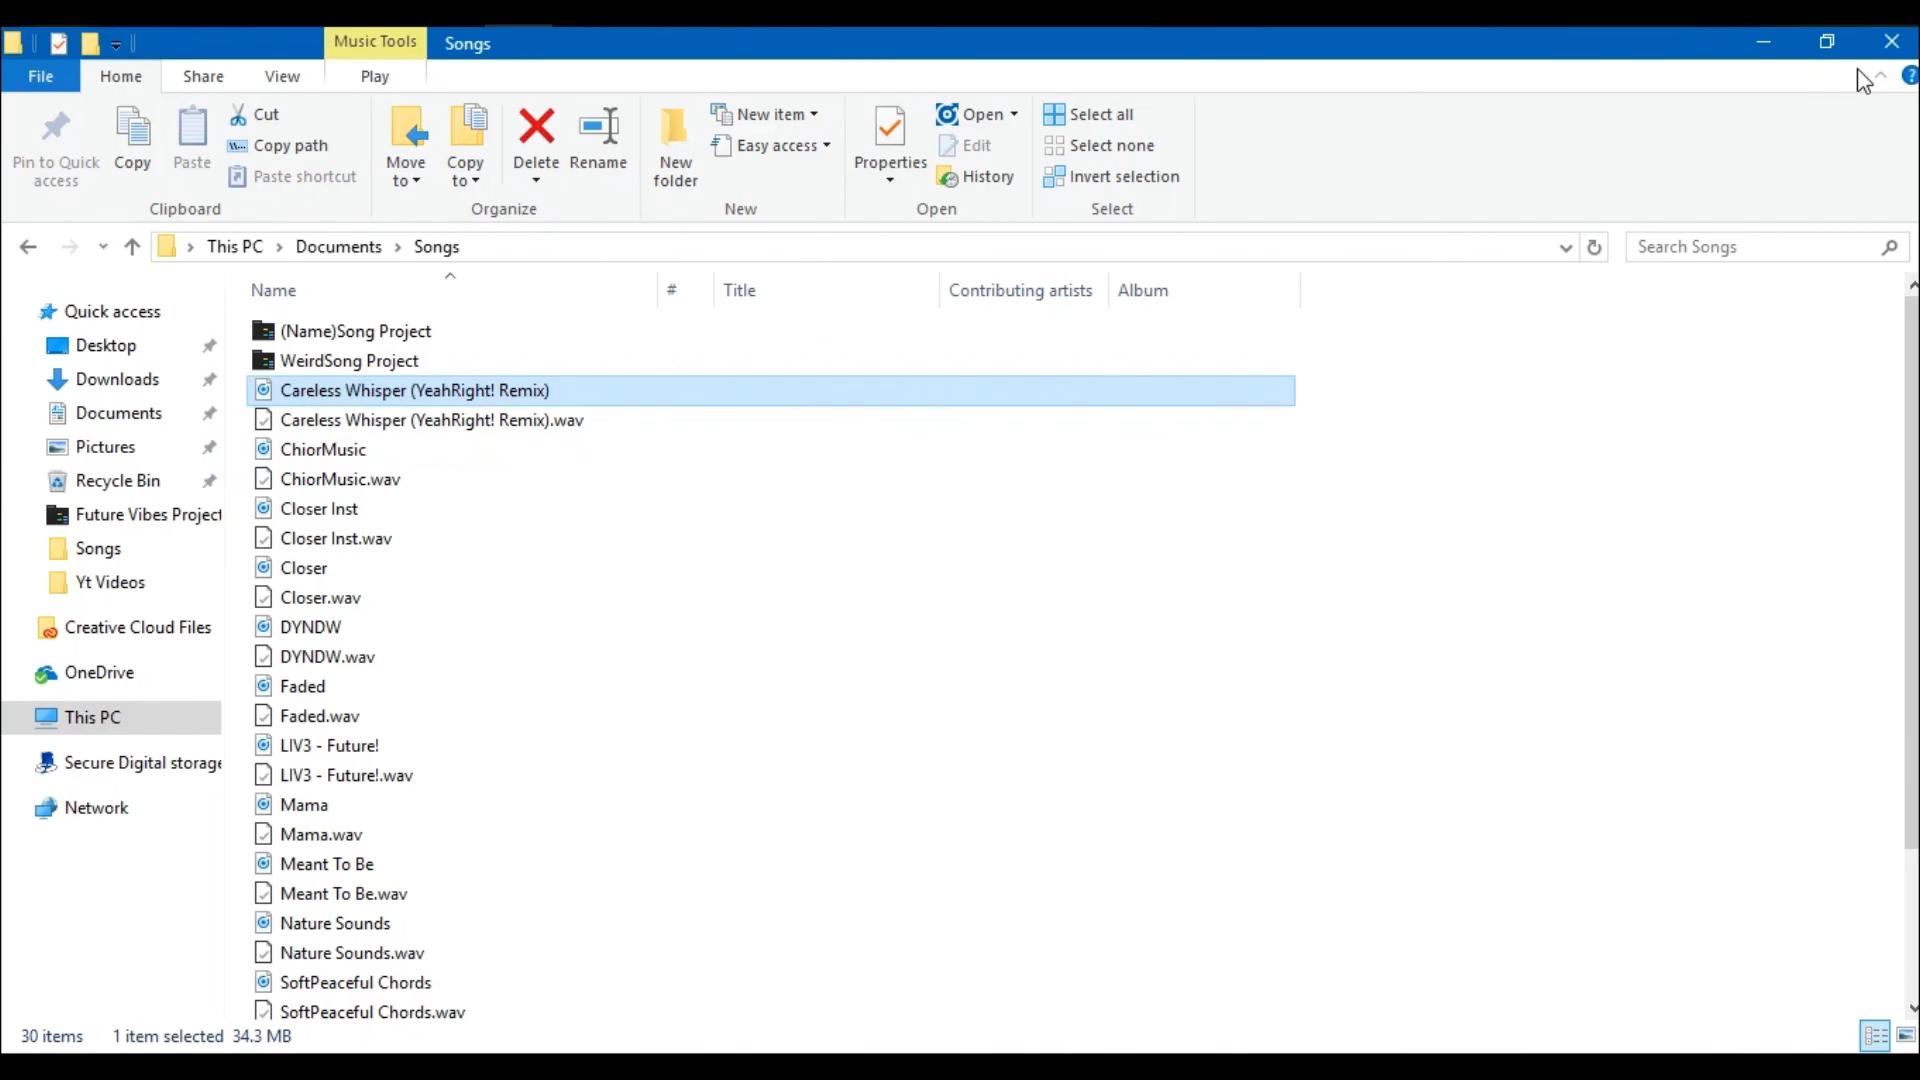 Music Tools
Songs
File
Home
Share
View
Play
Pin to Quick access
Copy
Paste
Cut
Copy path
Paste shortcut
Clipboard
Move to
Copy to
Delete
Rename
Organize
New folder
New item
Easy access
New
Properties
Open
Edit
History
Open
Select all
Select none
Invert selection
Select
This PC > Documents > Songs
Search Songs
Name
#
Title
Contributing artists
Album
Quick access
Desktop
Downloads
Documents
Pictures
Recycle Bin
Future Vibes Project
Songs
Yt Videos
Creative Cloud Files
OneDrive
This PC
Secure Digital storage
Network
(Name)Song Project
WeirdSong Project
Careless Whisper (YeahRight! Remix)
Careless Whisper (YeahRight! Remix).wav
ChiorMusic
ChiorMusic.wav
Closer Inst
Closer Inst.wav
Closer
Closer.wav
DYNDW
DYNDW.wav
Faded
Faded.wav
LIV3 - Future!
LIV3 - Future!.wav
Mama
Mama.wav
Meant To Be
Meant To Be.wav
Nature Sounds
Nature Sounds.wav
SoftPeaceful Chords
SoftPeaceful Chords.wav
30 items
1 item selected 34.3 MB